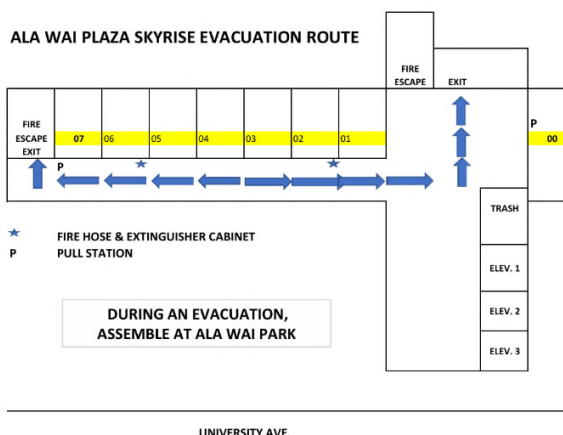 ALA WAI PLAZA SKYRISE EVACUATION ROUTE
FIRE
ESCAPE
EXIT
FIRE
ESCAPE
EXIT
07
06
05
04
03
02
01
P
00
P
TRASH
ELEV. 1
ELEV. 2
ELEV. 3
FIRE HOSE & EXTINGUISHER CABINET
P PULL STATION
DURING AN EVACUATION,
ASSEMBLE AT ALA WAI PARK
UNIVERSITY AVE.